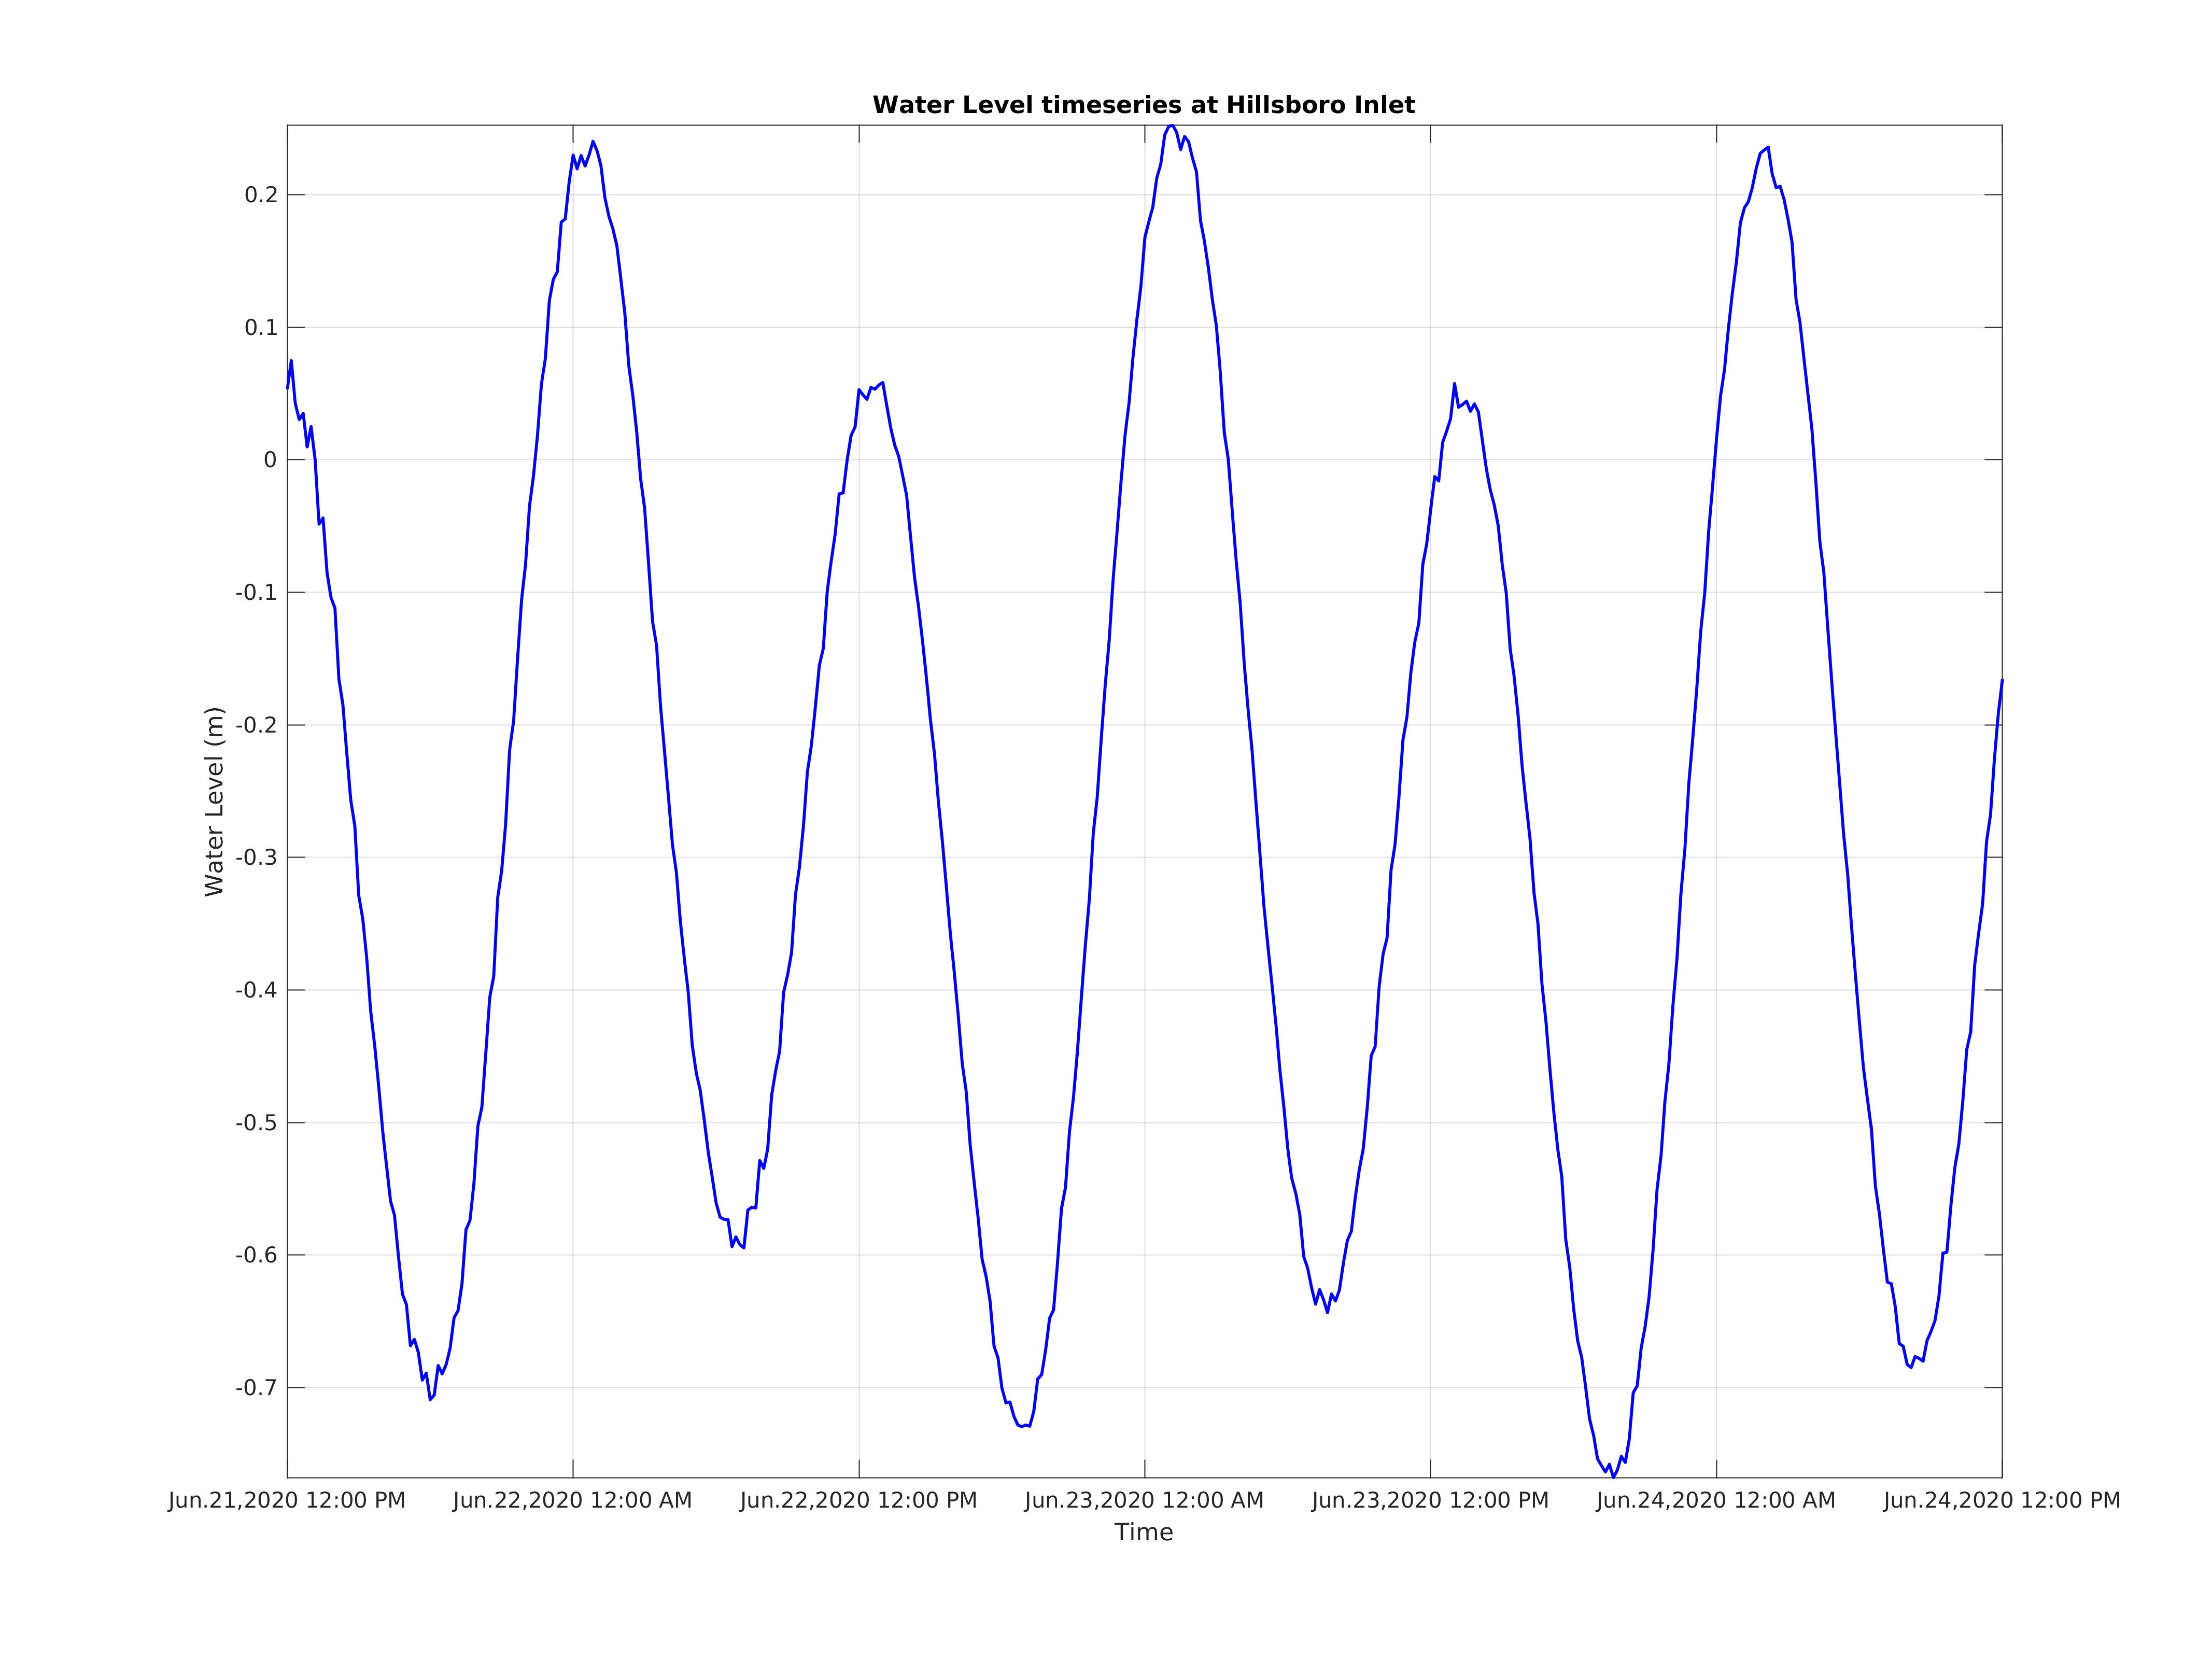 Water Level timeseries at Hillsboro Inlet
0.2
0.1
0
-0.1
-0.2
-0.3
-0.4
-0.5
-0.6
-0.7
Water Level (m)
Jun.21,2020 12:00 PM Jun.22,2020 12:00 AM Jun.22,2020 12:00 PM Jun.23,2020 12:00 AM Jun.23,2020 12:00 PM Jun.24,2020 12:00 AM Jun.24,2020 12:00 PM
Time